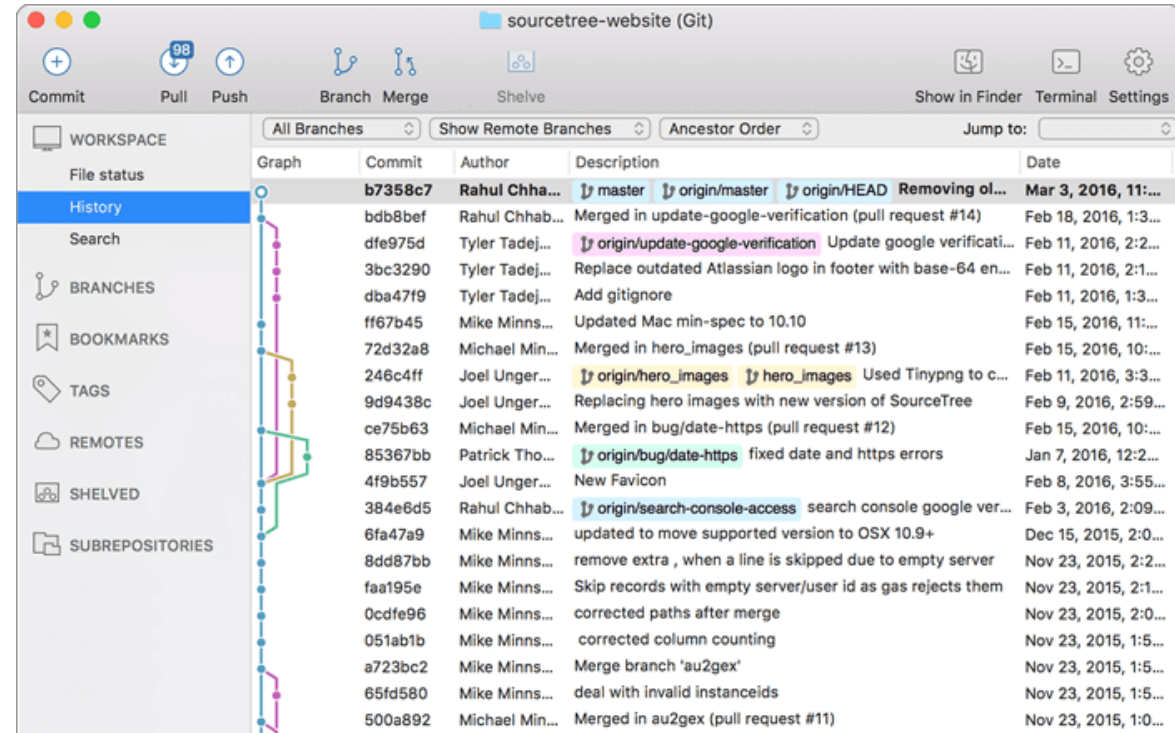 sourcetree-website (Git)
98
Commit Pull Push Branch Merge Shelve Show in Finder Terminal Settings
WORKSPACE
File status
History
Search
BRANCHES
BOOKMARKS
TAGS
REMOTES
SHELVED
SUBREPOSITORIES
All Branches Show Remote Branches Ancestor Order Jump to:
Graph Commit Author Description Date
b7358c7 Rahul Chha... master origin/master origin/HEAD Removing ol... Mar 3, 2016, 11:...
bdb8bef Rahul Chhab... Merged in update-google-verification (pull request #14) Feb 18, 2016, 1:3...
dfe975d Tyler Tadej... origin/update-google-verification Update google verificati... Feb 11, 2016, 2:2...
3bc3290 Tyler Tadej... Replace outdated Atlassian logo in footer with base-64 en... Feb 11, 2016, 2:1...
dba47f9 Tyler Tadej... Add gitignore Feb 11, 2016, 1:3...
ff67b45 Mike Minns... Updated Mac min-spec to 10.10 Feb 15, 2016, 11:...
72d32a8 Michael Min... Merged in hero_images (pull request #13) Feb 15, 2016, 10:...
246c4ff Joel Unger... origin/hero_images hero_images Used Tinypng to c... Feb 11, 2016, 3:3...
9d9438c Joel Unger... Replacing hero images with new version of SourceTree Feb 9, 2016, 2:59...
ce75b63 Michael Min... Merged in bug/date-https (pull request #12) Feb 15, 2016, 10:...
85367bb Patrick Tho... origin/bug/date-https fixed date and https errors Jan 7, 2016, 12:2...
4f9b557 Joel Unger... New Favicon Feb 8, 2016, 3:55...
384e6d5 Rahul Chhab... origin/search-console-access search console google ver... Feb 3, 2016, 2:09...
6fa47a9 Mike Minns... updated to move supported version to OSX 10.9+ Dec 15, 2015, 2:0...
8dd87bb Mike Minns... remove extra , when a line is skipped due to empty server Nov 23, 2015, 2:2...
faa195e Mike Minns... Skip records with empty server/user id as gas rejects them Nov 23, 2015, 2:1...
0cdfe96 Mike Minns... corrected paths after merge Nov 23, 2015, 2:0...
051ab1b Mike Minns... corrected column counting Nov 23, 2015, 1:5...
a723bc2 Mike Minns... Merge branch 'au2gex' Nov 23, 2015, 1:5...
65fd580 Mike Minns... deal with invalid instanceids Nov 23, 2015, 1:5...
500a892 Michael Min... Merged in au2gex (pull request #11) Nov 23, 2015, 1:0...